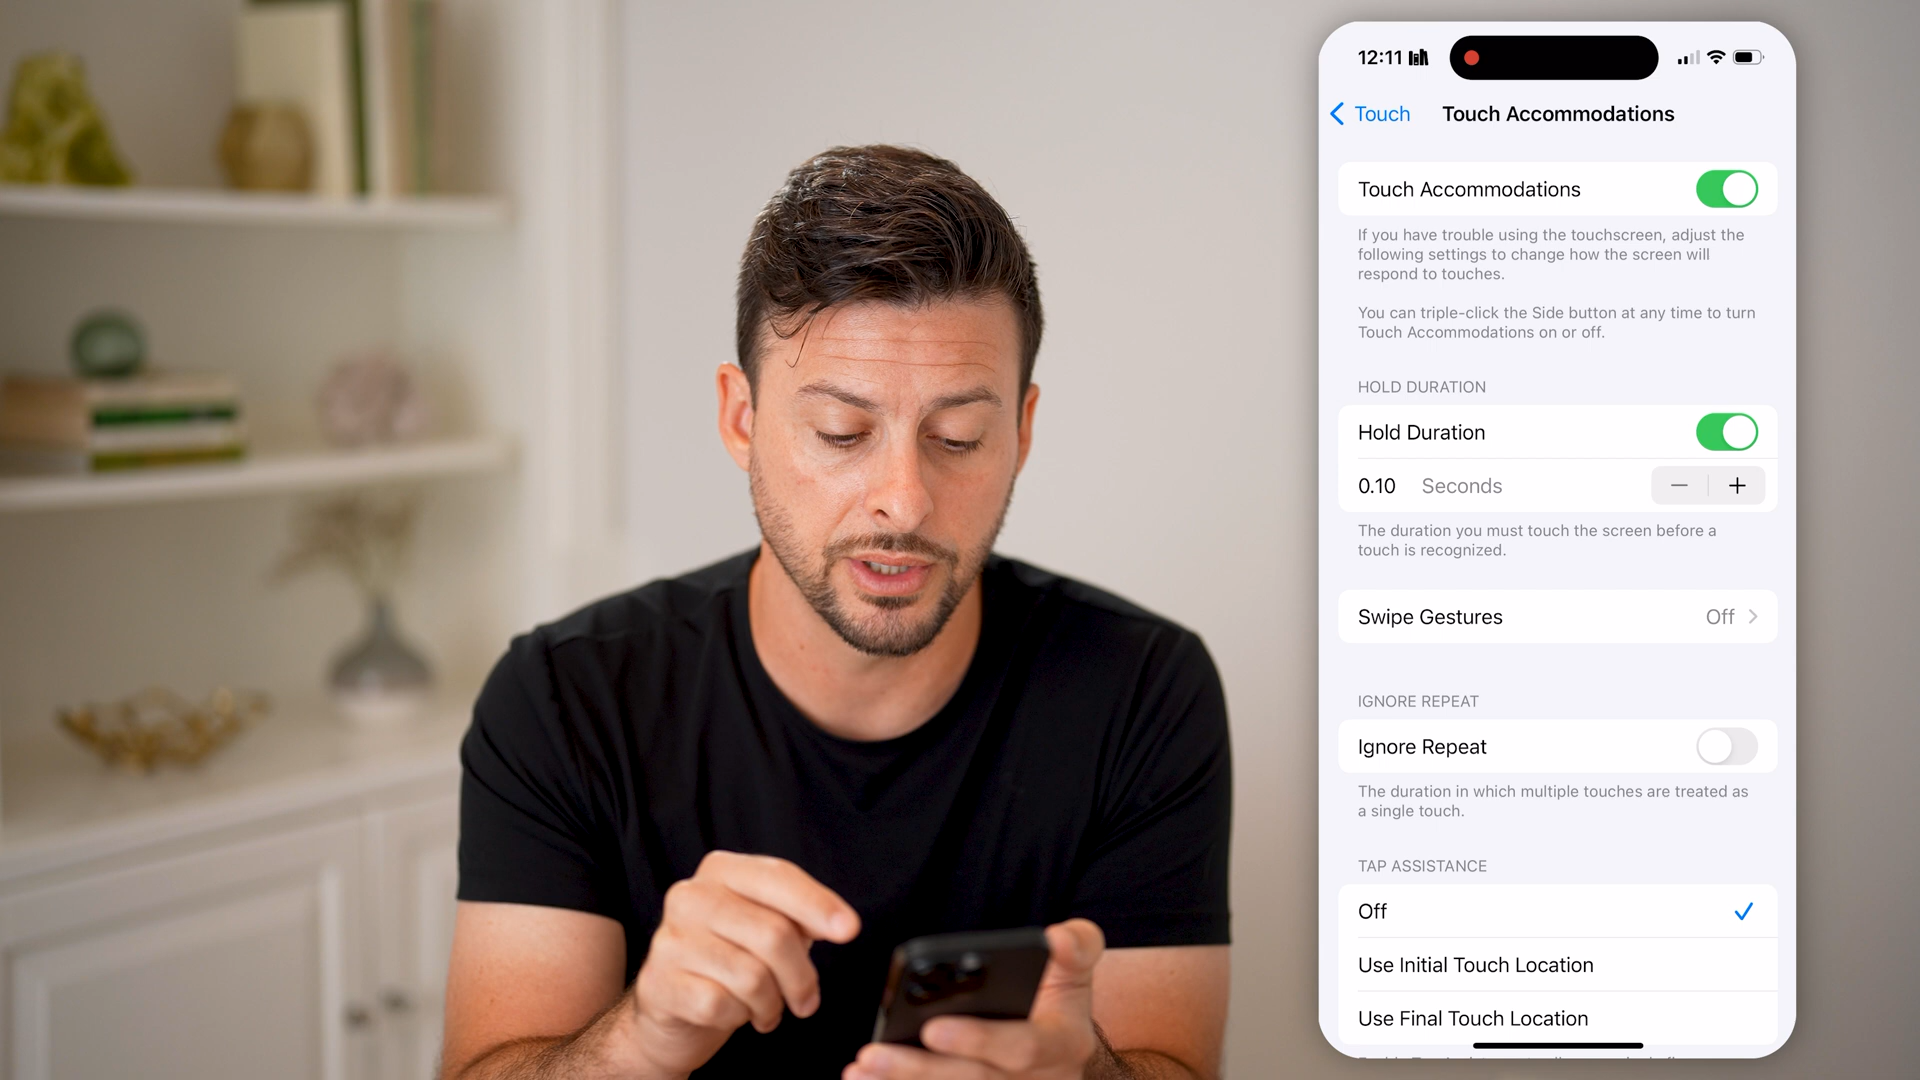 12:11
Touch
Touch Accommodations
Touch Accommodations
If you have trouble using the touchscreen, adjust the
following settings to change how the screen will
respond to touches.
You can triple-click the Side button at any time to turn
Touch Accommodations on or off.
HOLD DURATION
Hold Duration
0.10 Seconds
The duration you must touch the screen before a
touch is recognized.
Swipe Gestures Off
IGNORE REPEAT
Ignore Repeat
The duration in which multiple touches are treated as
a single touch.
TAP ASSISTANCE
Off
Use Initial Touch Location
Use Final Touch Location